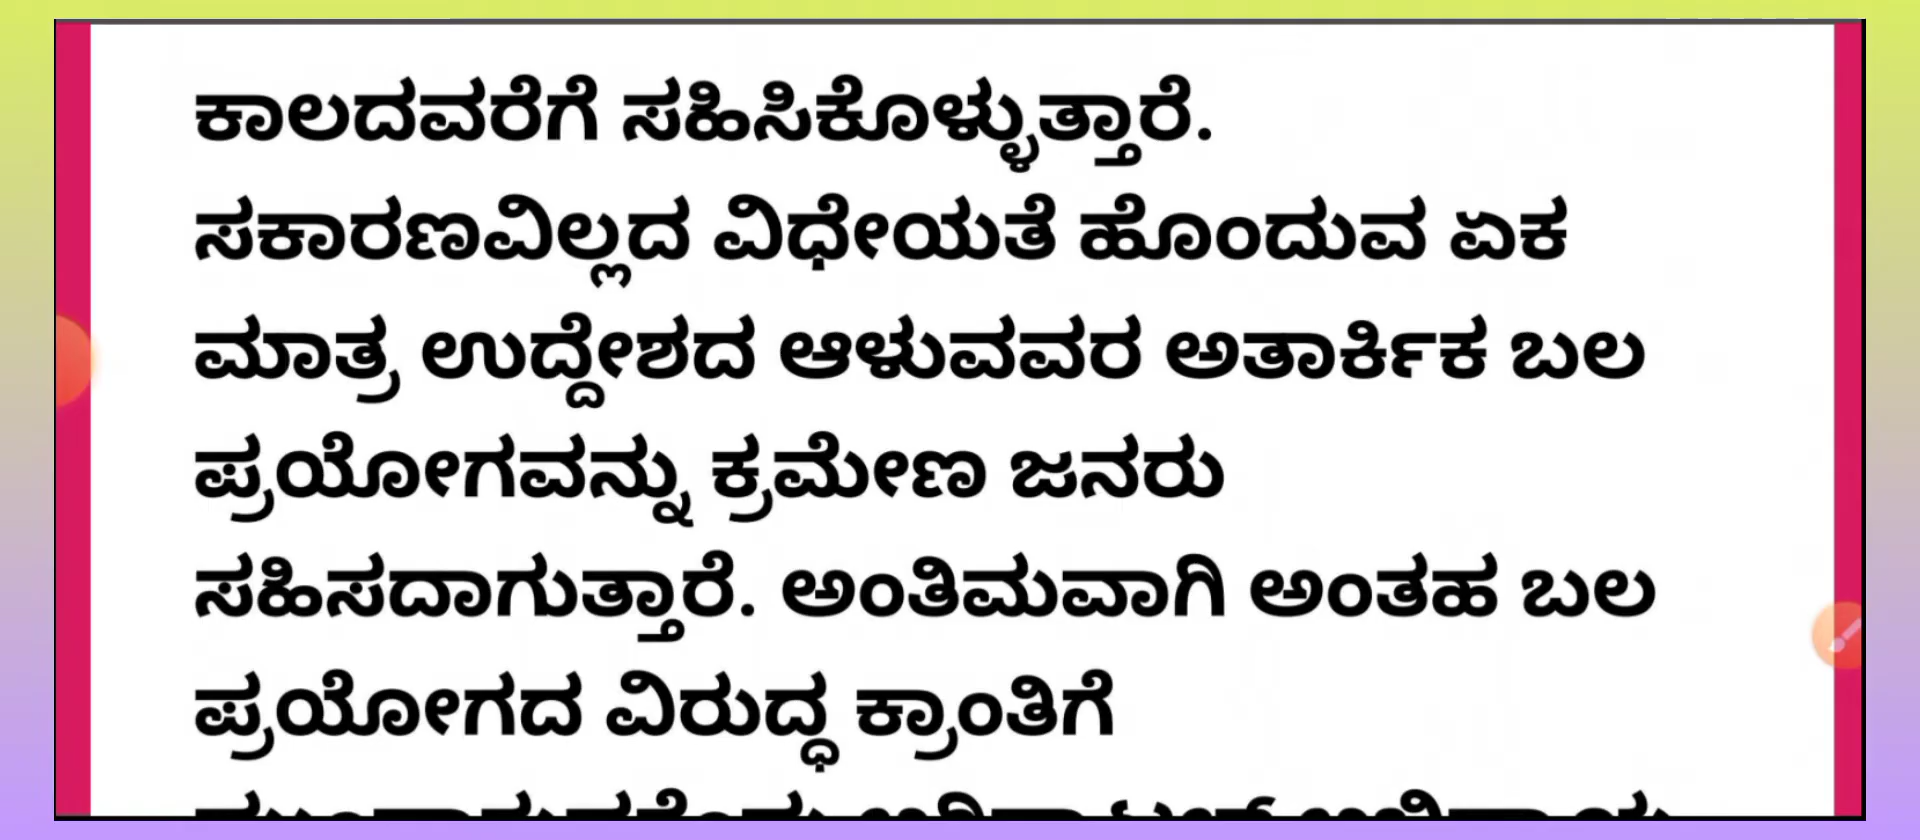 ಕಾಲದವರೆಗೆ ಸಹಿಸಿಕೊಳ್ಳುತ್ತಾರೆ.
ಸಕಾರಣವಿಲ್ಲದ ವಿಧೇಯತೆ ಹೊಂದುವ ಏಕ
ಮಾತ್ರ ಉದ್ದೇಶದ ಆಳುವವರ ಅತಾರ್ಕಿಕ ಬಲ
ಪ್ರಯೋಗವನ್ನು ಕ್ರಮೇಣ ಜನರು
ಸಹಿಸದಾಗುತ್ತಾರೆ. ಅಂತಿಮವಾಗಿ ಅಂತಹ ಬಲ
ಪ್ರಯೋಗದ ವಿರುದ್ಧ ಕ್ರಾಂತಿಗೆ